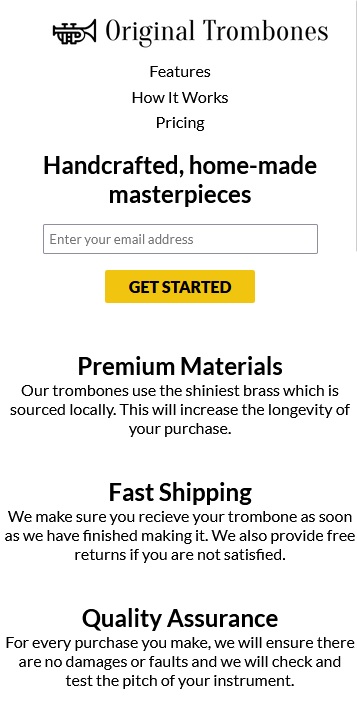 Original Trombones
Features
How It Works
Pricing
Handcrafted, home-made
masterpieces
Enter your email address
GET STARTED
Premium Materials
Our trombones use the shiniest brass which is
sourced locally. This will increase the longevity of
your purchase.
Fast Shipping
We make sure you recieve your trombone as soon
as we have finished making it. We also provide free
returns if you are not satisfied.
Quality Assurance
For every purchase you make, we will ensure there
are no damages or faults and we will check and
test the pitch of your instrument.